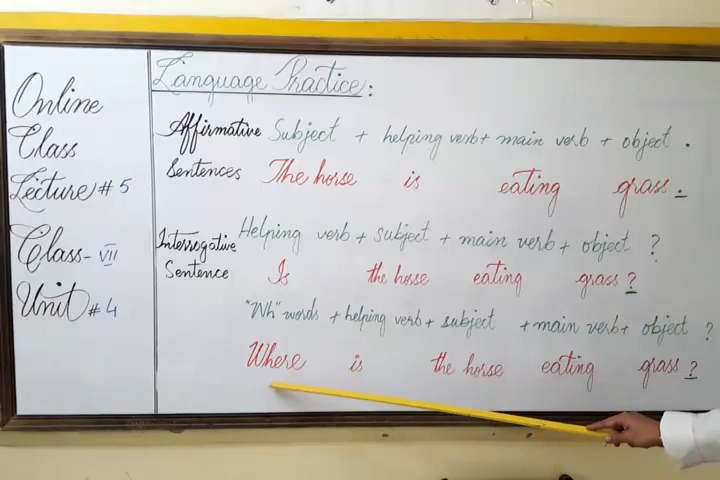 Online
Class
Lecture # 5
Class - VII
Unit # 4
Language Practice :
Affirmative Subject + helping verb + main verb + object .
Sentences The horse is eating grass .
Interrogative Helping verb + subject + main verb + object ?
Sentence Is the horse eating grass ?
"Wh" words + helping verb + subject + main verb + object ?
Where is the horse eating grass ?